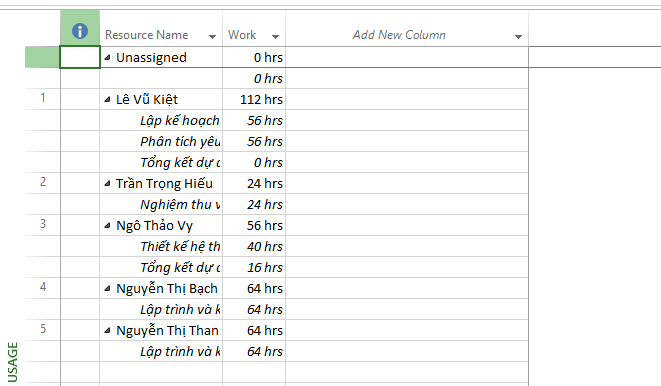 Resource Name Work Add New Column
Unassigned 0 hrs
0 hrs
1 Lê Vũ Kiệt 112 hrs
Lập kế hoạch 56 hrs
Phân tích yêu 56 hrs
Tổng kết dự 0 hrs
2 Trần Trọng Hiếu 24 hrs
Nghiệm thu v 24 hrs
3 Ngô Thảo Vy 56 hrs
Thiết kế hệ th 40 hrs
Tổng kết dự 16 hrs
4 Nguyễn Thị Bạch 64 hrs
Lập trình và k 64 hrs
5 Nguyễn Thị Than 64 hrs
Lập trình và k 64 hrs
USAGE